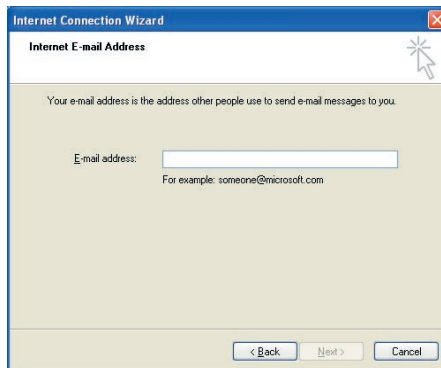 Internet Connection Wizard
Internet E-mail Address
Your e-mail address is the address other people use to send e-mail messages to you.
E-mail address:
For example: someone@microsoft.com
< Back
Next >
Cancel